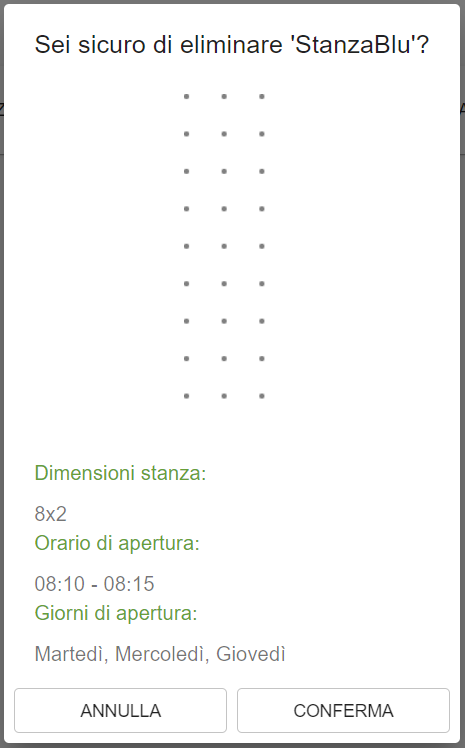 Sei sicuro di eliminare 'StanzaBlu'?
Dimensioni stanza:
8x2
Orario di apertura:
08:10 - 08:15
Giorni di apertura:
Martedì, Mercoledì, Giovedì
ANNULLA CONFERMA